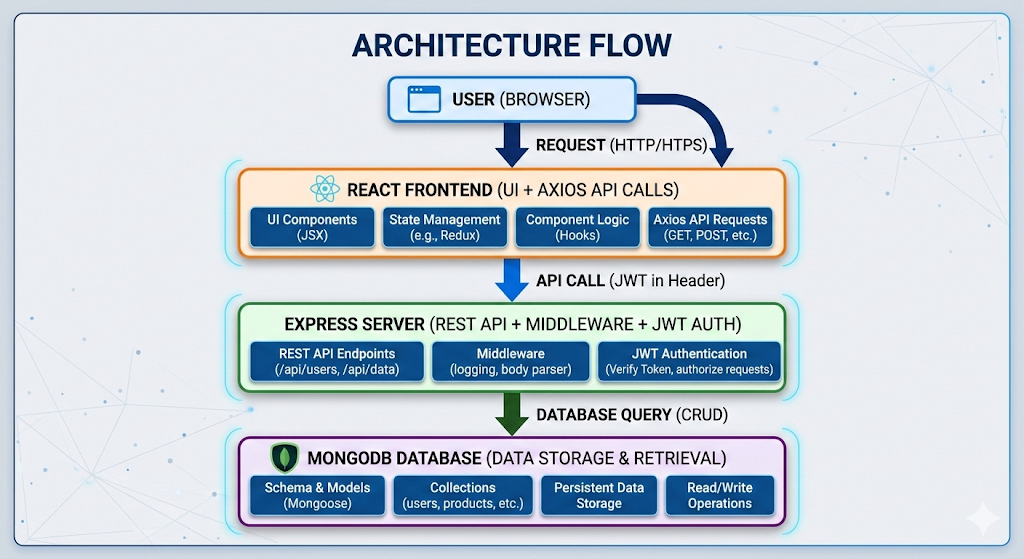 ARCHITECTURE FLOW
USER (BROWSER)
REQUEST (HTTP/HTPS)
REACT FRONTEND (UI + AXIOS API CALLS)
UI Components
(JSX)
State Management
(e.g., Redux)
Component Logic
(Hooks)
Axios API Requests
(GET, POST, etc.)
API CALL (JWT in Header)
EXPRESS SERVER (REST API + MIDDLEWARE + JWT AUTH)
REST API Endpoints
(/api/users, /api/data)
Middleware
(logging, body parser)
JWT Authentication
(Verify Token, authorize requests)
DATABASE QUERY (CRUD)
MONGODB DATABASE (DATA STORAGE & RETRIEVAL)
Schema & Models
(Mongoose)
Collections
(users, products, etc.)
Persistent Data
Storage
Read/Write
Operations